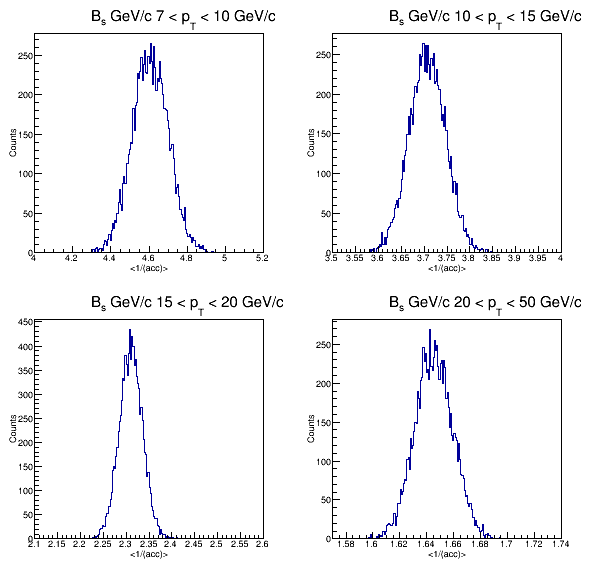 B_s GeV/c 7 < p_T < 10 GeV/c
Counts
250
200
150
100
50
0
4 4.2 4.4 4.6 4.8 5 5.2
<1/(acc)>
B_s GeV/c 10 < p_T < 15 GeV/c
Counts
250
200
150
100
50
0
3.5 3.55 3.6 3.65 3.7 3.75 3.8 3.85 3.9 3.95 4
<1/(acc)>
B_s GeV/c 15 < p_T < 20 GeV/c
Counts
450
400
350
300
250
200
150
100
50
0
2.1 2.15 2.2 2.25 2.3 2.35 2.4 2.45 2.5 2.55 2.6
<1/(acc)>
B_s GeV/c 20 < p_T < 50 GeV/c
Counts
250
200
150
100
50
0
1.58 1.6 1.62 1.64 1.66 1.68 1.7 1.72 1.74
<1/(acc)>